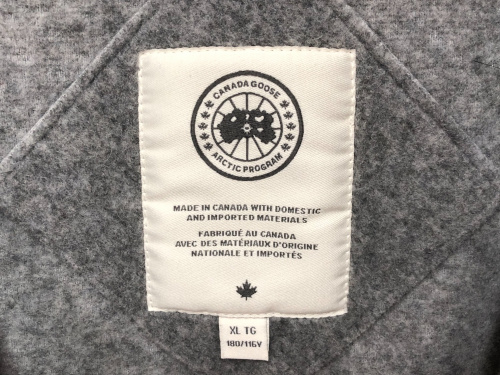 CANADA GOOSE
ARCTIC PROGRAM
MADE IN CANADA WITH DOMESTIC
AND IMPORTED MATERIALS
FABRIQUÉ AU CANADA
AVEC DES MATÉRIAUX D'ORIGINE
NATIONALE ET IMPORTÉS
XL TG
180/116Y